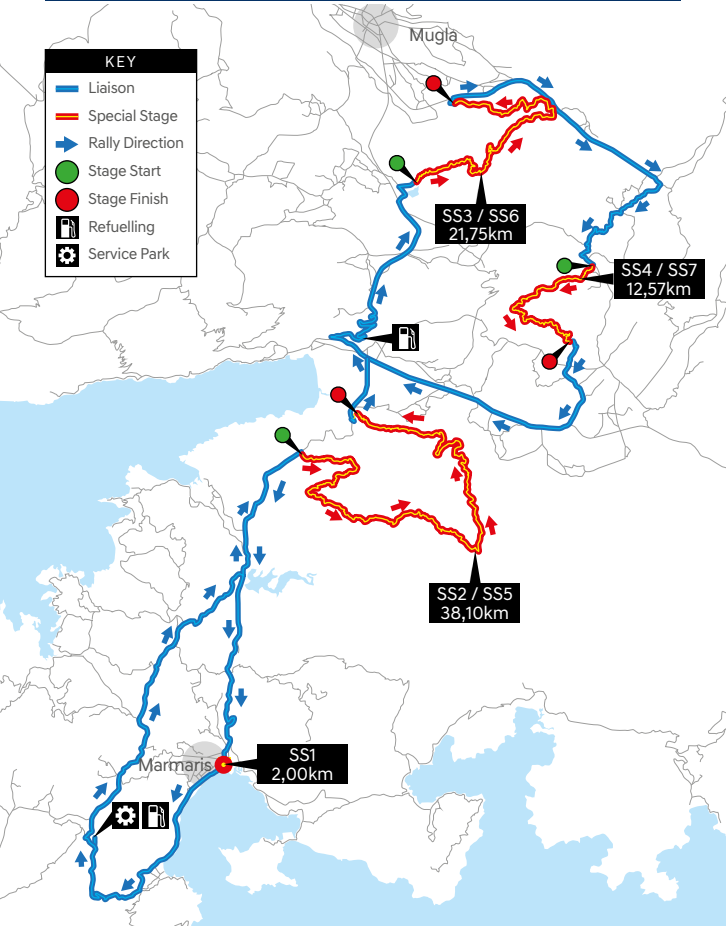 Mugla
KEY
Liaison
Special Stage
Rally Direction
Stage Start
Stage Finish
Refuelling
Service Park
SS3 / SS6
21,75km
SS4 / SS7
12,57km
SS2 / SS5
38,10km
SS1
2,00km
Marmaris